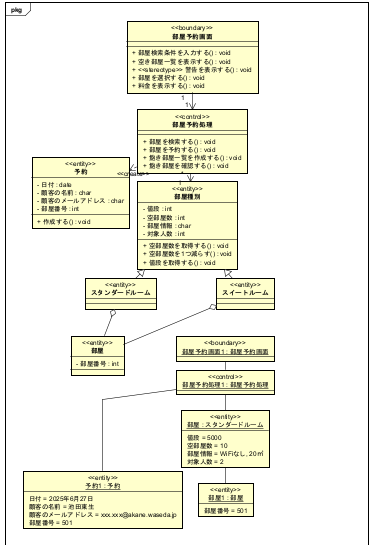 pkg
<<boundary>>
部屋予約画面
+ 部屋検索条件を入力する() : void
+ 空き部屋一覧を表示する() : void
+ <<stereotype>> 警告を表示する() : void
+ 部屋を選択する() : void
+ 料金を表示する() : void
1
1
<<control>>
部屋予約処理
+ 部屋を検索する() : void
+ 部屋を予約する() : void
+ 空き部屋一覧を作成する() : void
+ 空き部屋を確認する() : void
<<entity>>
予約
- 日付 : date
- 顧客の名前 : char
- 顧客のメールアドレス : char
- 部屋番号 : int
+ 作成する() : void
<<create>>
<<entity>>
部屋種別
- 値段 : int
- 空部屋数 : int
- 部屋情報 : char
- 対象人数 : int
+ 空部屋数を取得する() : void
+ 空部屋数を1つ減らす() : void
+ 値段を取得する() : void
<<entity>>
スタンダードルーム
<<entity>>
スイートルーム
<<entity>>
部屋
- 部屋番号 : int
<<boundary>>
部屋予約画面1 : 部屋予約画面
<<control>>
部屋予約処理1 : 部屋予約処理
<<entity>>
部屋 : スタンダードルーム
値段 = 5000
空部屋数 = 10
部屋情報 = WiFiなし, 20㎡
対象人数 = 2
<<entity>>
予約1 : 予約
日付 = 2025年6月27日
顧客の名前 = 池田東生
顧客のメールアドレス = xxx.xxx@akane.waseda.jp
部屋番号 = 501
<<entity>>
部屋1 : 部屋
部屋番号 = 501